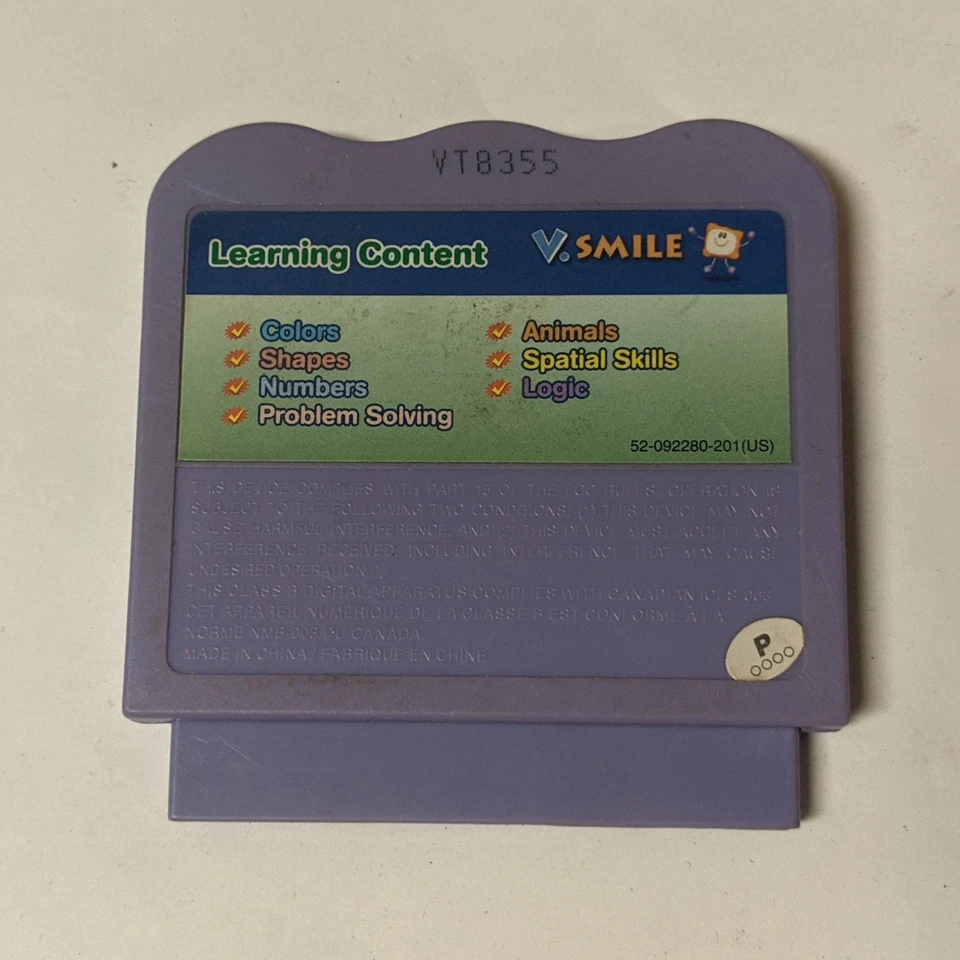 VT8355
Learning Content
V.SMILE
Colors
Shapes
Numbers
Problem Solving
Animals
Spatial Skills
Logic
52-092280-201(US)
THIS DEVICE COMPLIES WITH PART 15 OF THE FCC RULES. OPERATION IS
SUBJECT TO THE FOLLOWING TWO CONDITIONS: (1) THIS DEVICE MAY NOT
CAUSE HARMFUL INTERFERENCE, AND (2) THIS DEVICE MUST ACCEPT ANY
INTERFERENCE RECEIVED, INCLUDING INTERFERENCE THAT MAY CAUSE
UNDESIRED OPERATION.
THIS CLASS B DIGITAL APPARATUS COMPLIES WITH CANADIAN ICES-003
CET APPAREIL NUMÉRIQUE DE LA CLASSE B EST CONFORME À LA
NORME NMB-003 DU CANADA.
MADE IN CHINA / FABRIQUÉ EN CHINE
P
OOOO